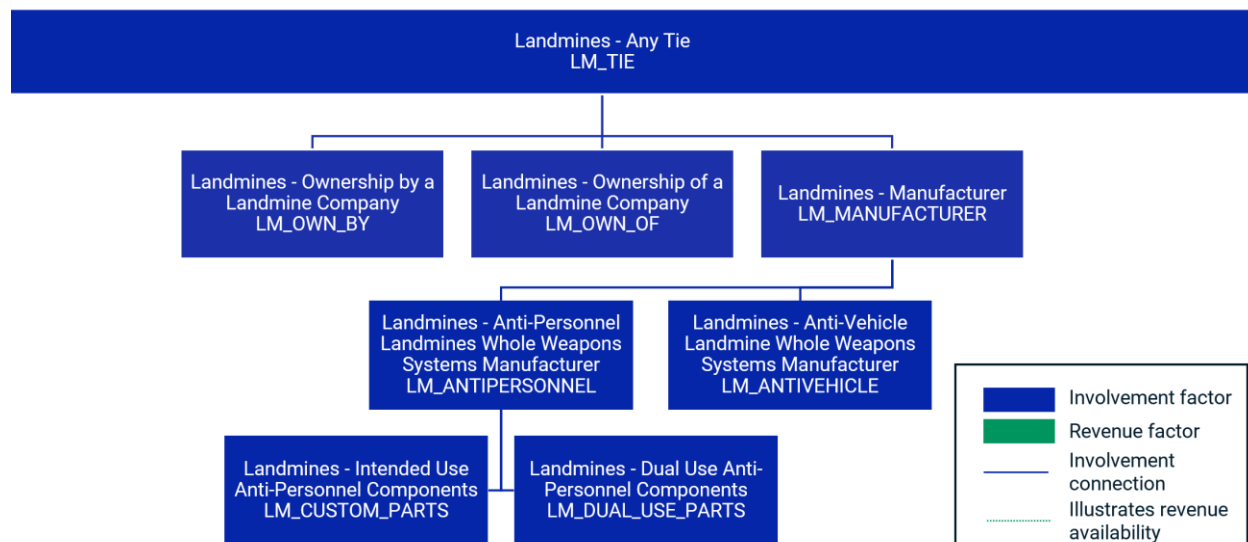 Landmines - Any Tie
LM_TIE
Landmines - Ownership by a
Landmine Company
LM_OWN_BY
Landmines - Ownership of a
Landmine Company
LM_OWN_OF
Landmines - Manufacturer
LM_MANUFACTURER
Landmines - Anti-Personnel
Landmines Whole Weapons
Systems Manufacturer
LM_ANTIPERSONNEL
Landmines - Anti-Vehicle
Landmine Whole Weapons
Systems Manufacturer
LM_ANTIVEHICLE
Landmines - Intended Use
Anti-Personnel Components
LM_CUSTOM_PARTS
Landmines - Dual Use Anti-
Personnel Components
LM_DUAL_USE_PARTS
Involvement factor
Revenue factor
Involvement
connection
Illustrates revenue
availability